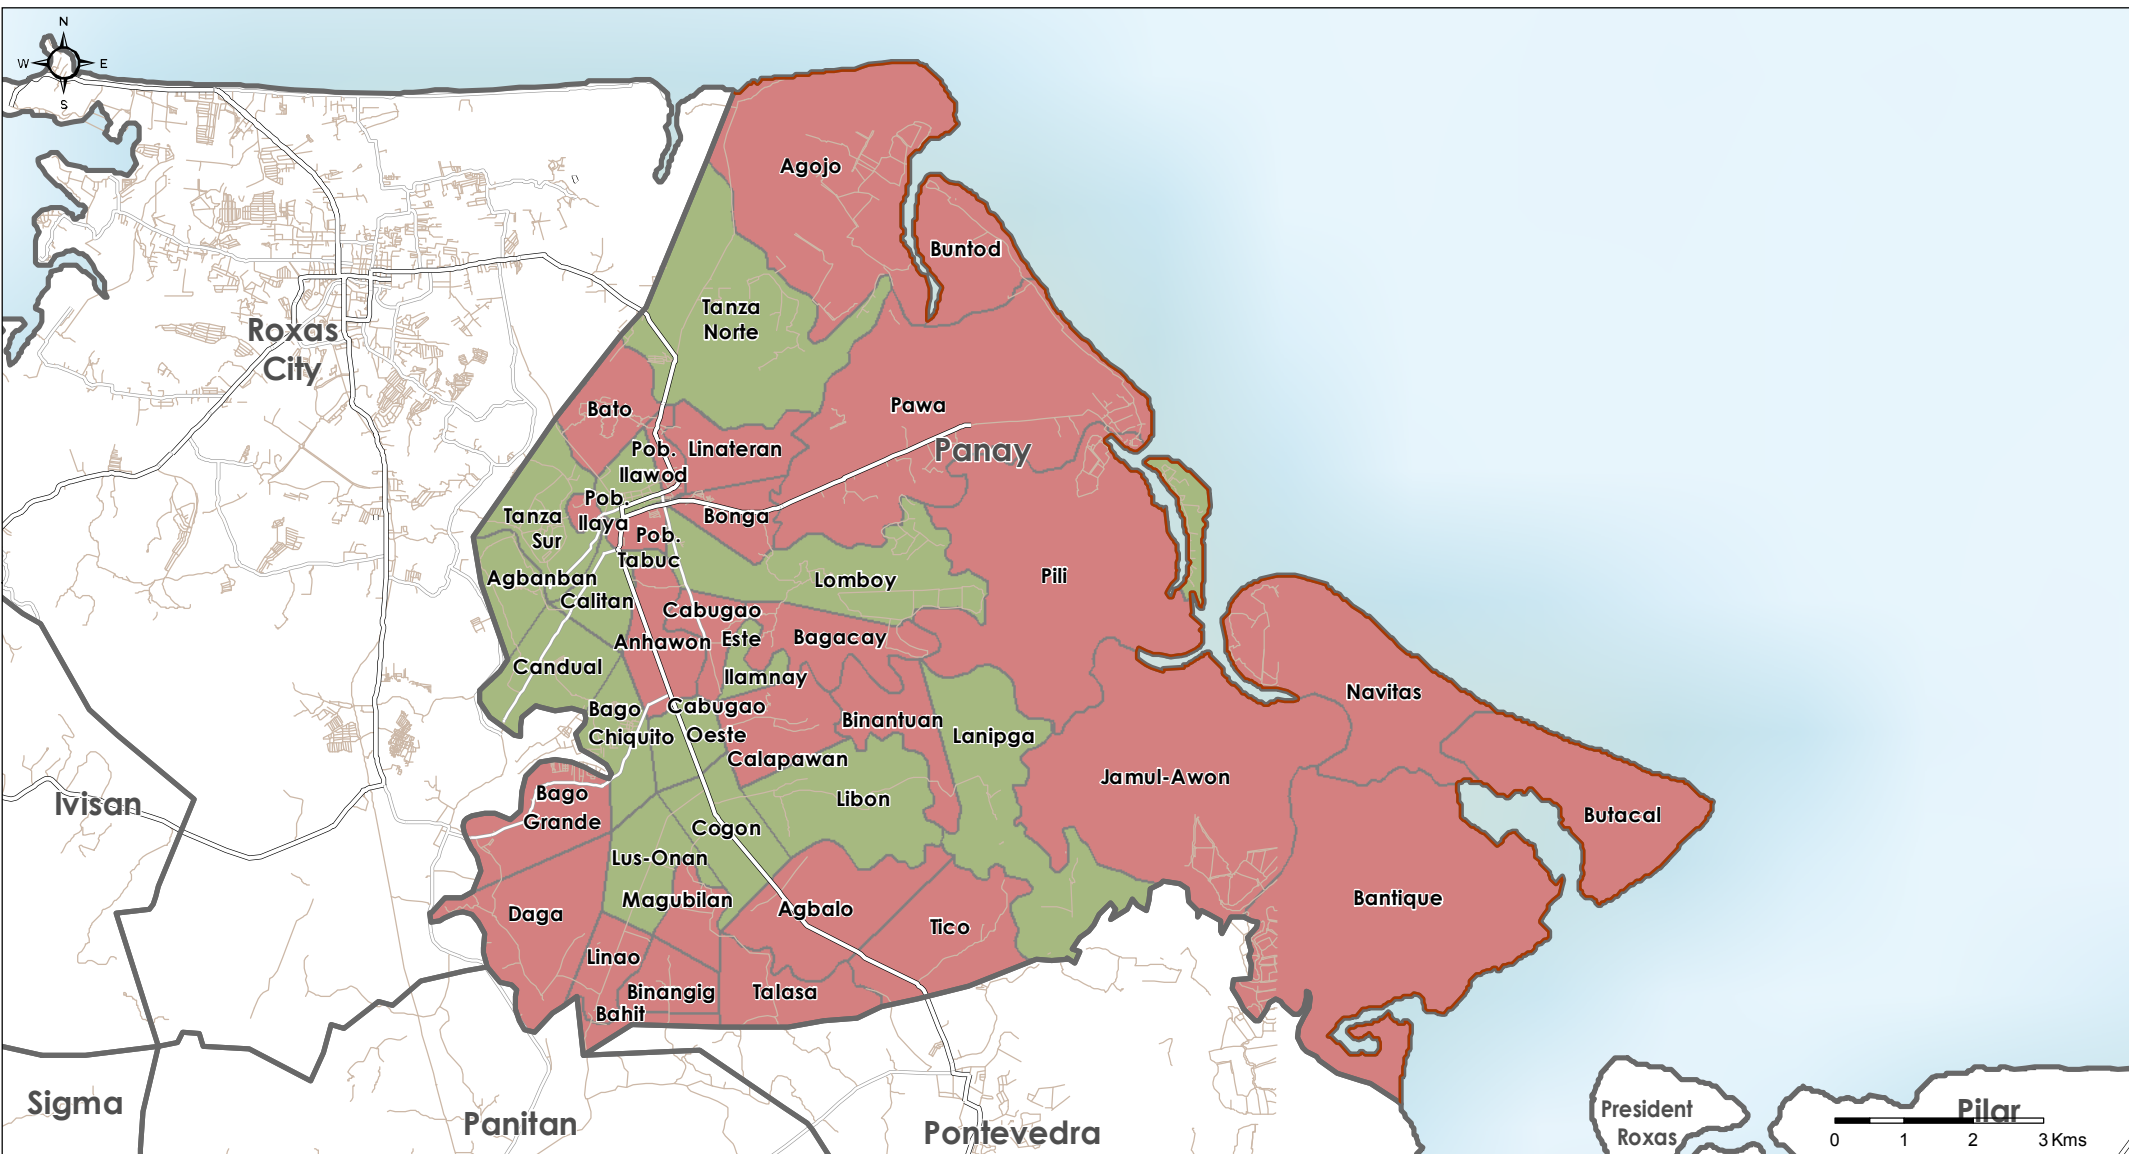 N
W E
S
Agojo
Buntod
Tanza
Norte
Roxas
City
Bato
Pawa
Pob.
Ilawod
Linateran
Panay
Pob.
Ilaya
Tanza
Sur
Bonga
Pob.
Tabuc
Agbanban
Calitan
Lomboy
Pili
Cabugao
Este
Anhawon
Bagacay
Candual
Ilamnay
Navitas
Bago
Chiquito
Cabugao
Oeste
Binantuan
Lanipga
Calapawan
Jamul-Awon
Ivisan
Bago
Grande
Libon
Butacal
Cogon
Lus-Onan
Magubilan
Bantique
Daga
Agbalo
Tico
Linao
Binangig
Talasa
Bahit
Sigma
Panitan
Pontevedra
President
Roxas
Pilar
0 1 2 3 Kms